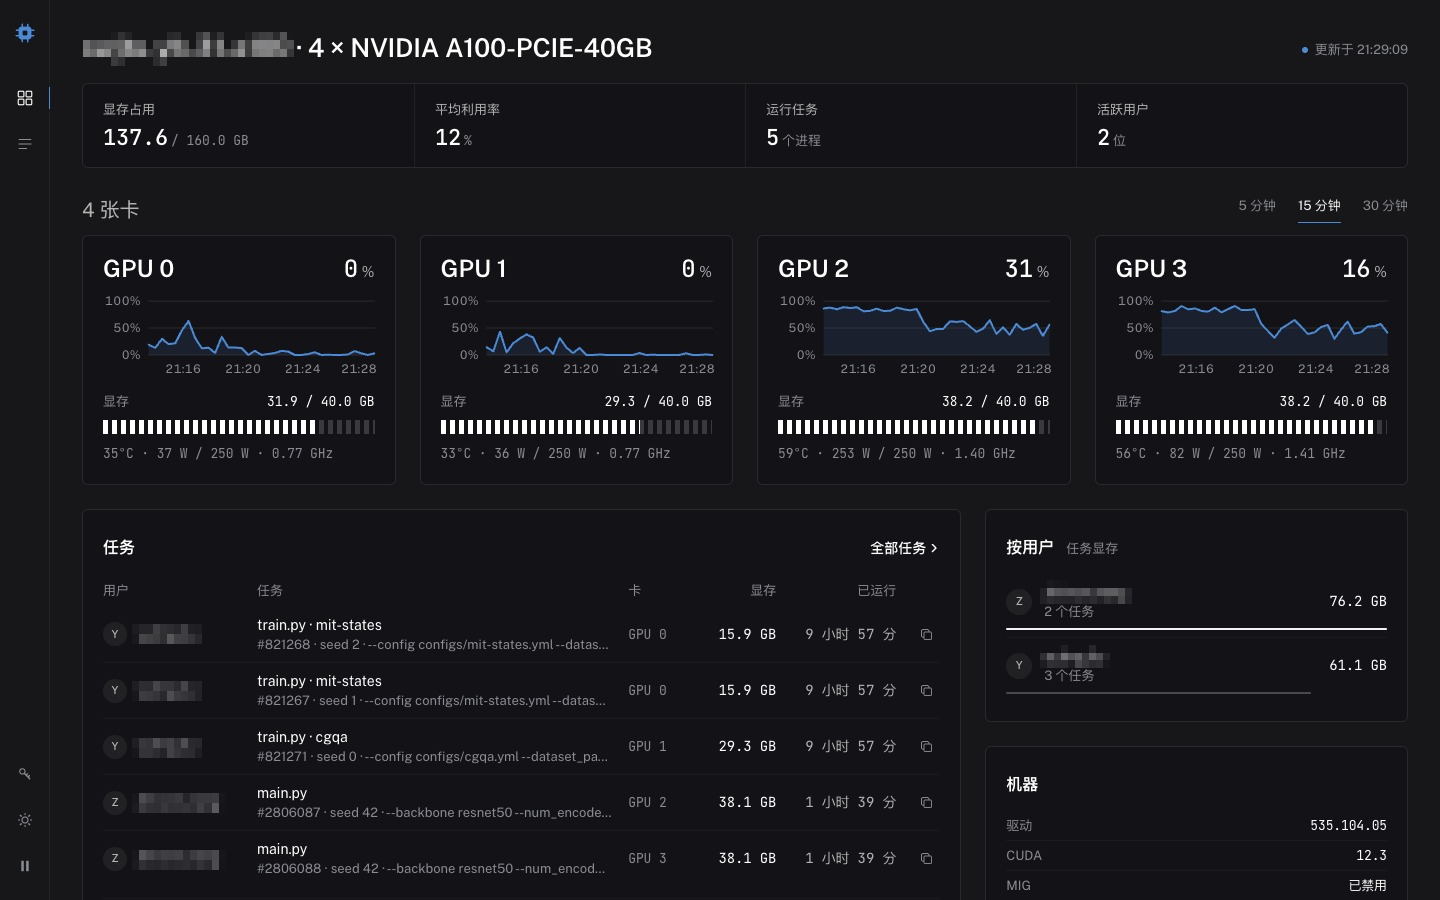 · 4 × NVIDIA A100-PCIE-40GB
更新于 21:29:09
显存占用
137.6 / 160.0 GB
平均利用率
12 %
运行任务
5 个进程
活跃用户
2 位
4 张卡
5 分钟 15 分钟 30 分钟
GPU 0 0 %
100%
50%
0%
21:16 21:20 21:24 21:28
显存 31.9 / 40.0 GB
35°C · 37 W / 250 W · 0.77 GHz
GPU 1 0 %
100%
50%
0%
21:16 21:20 21:24 21:28
显存 29.3 / 40.0 GB
33°C · 36 W / 250 W · 0.77 GHz
GPU 2 31 %
100%
50%
0%
21:16 21:20 21:24 21:28
显存 38.2 / 40.0 GB
59°C · 253 W / 250 W · 1.40 GHz
GPU 3 16 %
100%
50%
0%
21:16 21:20 21:24 21:28
显存 38.2 / 40.0 GB
56°C · 82 W / 250 W · 1.41 GHz
任务 全部任务
用户 任务 卡 显存 已运行
Y train.py · mit-states GPU 0 15.9 GB 9 小时 57 分
#821268 · seed 2 · --config configs/mit-states.yml --datas...
Y train.py · mit-states GPU 0 15.9 GB 9 小时 57 分
#821267 · seed 1 · --config configs/mit-states.yml --datas...
Y train.py · cgqa GPU 1 29.3 GB 9 小时 57 分
#821271 · seed 0 · --config configs/cgqa.yml --dataset_pa...
Z main.py GPU 2 38.1 GB 1 小时 39 分
#2806087 · seed 42 · --backbone resnet50 --num_encode...
Z main.py GPU 3 38.1 GB 1 小时 39 分
#2806088 · seed 42 · --backbone resnet50 --num_encod...
按用户 任务显存
Z 76.2 GB
2 个任务
Y 61.1 GB
3 个任务
机器
驱动 535.104.05
CUDA 12.3
MIG 已禁用